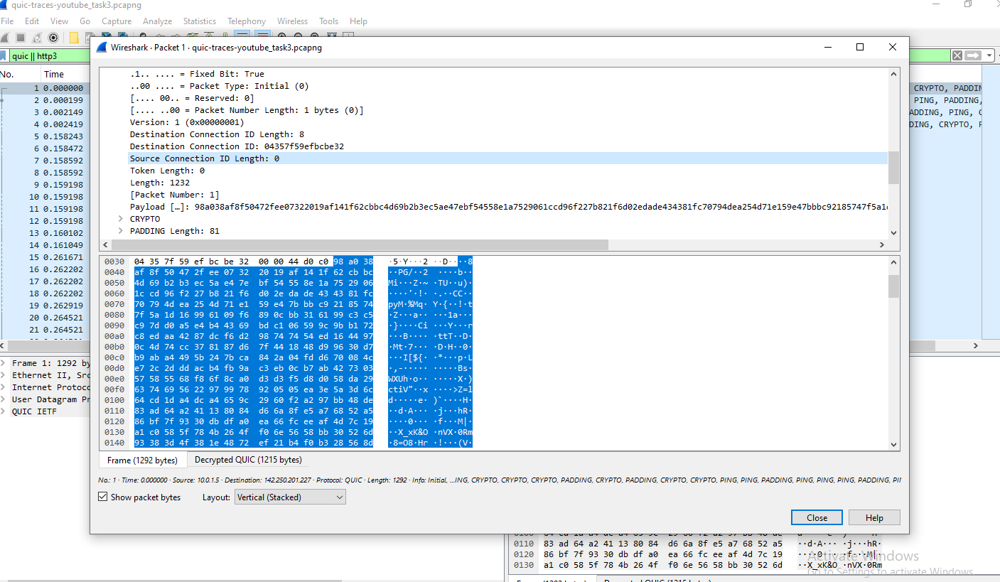 quic-traces-youtube_task3.pcapng
File Edit View Go Capture Analyze Statistics Telephony Wireless Tools Help
quic || http3
No. Time
1 0.000000
2 0.000199
3 0.002149
4 0.002419
5 0.158243
6 0.158472
7 0.158592
8 0.158592
9 0.159198
10 0.159198
11 0.159198
12 0.159198
13 0.160102
14 0.161049
15 0.261671
16 0.262202
17 0.262202
18 0.262202
19 0.262919
20 0.264521
21 0.264521
CRYPTO, PADDIN
PING, PADDING,
ADDING, PING, C
DING, CRYPTO, P
Frame 1: 1292 by
Ethernet II, Src
Internet Protoco
User Datagram Pr
QUIC IETF
Wireshark · Packet 1 · quic-traces-youtube_task3.pcapng
.1.. .... = Fixed Bit: True
..00 .... = Packet Type: Initial (0)
[.... 00.. = Reserved: 0]
[.... ..00 = Packet Number Length: 1 bytes (0)]
Version: 1 (0x00000001)
Destination Connection ID Length: 8
Destination Connection ID: 04357f59efbcbe32
Source Connection ID Length: 0
Token Length: 0
Length: 1232
[Packet Number: 1]
Payload […]: 98a038af8f50472fee07322019af141f62cbbc4d69b2b3ec5ae47ebf54558e1a7529061ccd96f227b821f6d02edade434381fc70794dea254d71e159e47bbbc92185747f5a1
CRYPTO
PADDING Length: 81
0030 04 35 7f 59 ef bc be 32 00 00 44 d0 c0 98 a0 38 ·5·Y···2 ··D····8
0040 af 8f 50 47 2f ee 07 32 20 19 af 14 1f 62 cb bc ··PG/··2 ····b··
0050 4d 69 b2 b3 ec 5a e4 7e bf 54 55 8e 1a 75 29 06 Mi···Z·~ ·TU··u)·
0060 1c cd 96 f2 27 b8 21 f6 d0 2e da de 43 43 81 fc ····'·!· ·.··CC··
0070 70 79 4d ea 25 4d 71 e1 59 e4 7b bb c9 21 85 74 pyM·%Mq· Y·{··!·t
0080 7f 5a 1d 16 99 61 09 f6 89 0c bb 31 61 99 c3 c5 ·Z···a·· ···1a···
0090 c9 7d d0 a5 e4 b4 43 69 bd c1 06 59 9c 9b b1 72 ·}····Ci ···Y···r
00a0 c8 ed aa 42 87 dc f6 d2 98 74 74 54 ed 16 44 97 ···B···· ·ttT··D·
00b0 0c 4d 74 cc 37 81 87 d6 7f 44 18 48 d9 96 30 d7 ·Mt·7··· ·D·H··0·
00c0 b9 ab a4 49 5b 24 7b ca 84 2a 04 fd d6 70 08 4c ···I[${· ·*···p·L
00d0 e7 2c 2d dd ac b4 fb 9a c3 eb 0c b7 ab 42 73 03 ·,-····· ·····Bs·
00e0 57 58 55 68 f8 6f 8c a0 d3 d3 f5 d8 d0 58 da 29 WXUh·o·· ·····X·)
00f0 63 74 69 56 22 97 99 78 92 05 05 ea 3e 5a 3d 6c ctiV"··x ····>Z=l
0100 64 cd 1d a4 dc a4 65 9c 29 60 f2 a2 97 bb 48 de d·····e· )`····H·
0110 83 ad 64 a2 41 13 80 84 d6 6a 8f e5 a7 68 52 a5 ··d·A··· ·j···hR·
0120 86 bf 7f 93 30 db df a0 ea 66 fc ee af 4d 7c 19 ····0··· ·f···M|·
0130 a1 c0 58 5f 78 4b 26 4f f0 6e 56 58 bb 30 52 6d ··X_xK&O ·nVX·0Rm
0140 93 38 3d 4f 38 1e 48 72 ef 21 b4 f0 b3 28 56 8d ·8=O8·Hr ·!···(V·
Frame (1292 bytes) Decrypted QUIC (1215 bytes)
No.: 1 · Time: 0.000000 · Source: 10.0.1.5 · Destination: 142.250.201.227 · Protocol: QUIC · Length: 1292 · Info: Initial, ...ING, CRYPTO, CRYPTO, CRYPTO, PADDING, CRYPTO, PADDING, CRYPTO, CRYPTO, PING, PING, PADDING, PING, PING, PING, PADDING, PI
Show packet bytes Layout: Vertical (Stacked)
Close Help
0110 83 ad 64 a2 41 13 80 84 d6 6a 8f e5 a7 68 52 a5 ··d·A··· ·j···hR·
0120 86 bf 7f 93 30 db df a0 ea 66 fc ee af 4d 7c 19 ····0··· ·f···M|·
0130 a1 c0 58 5f 78 4b 26 4f f0 6e 56 58 bb 30 52 6d ··X_xK&O ·nVX·0Rm
Activate Windows
Go to Settings to activate Windows.